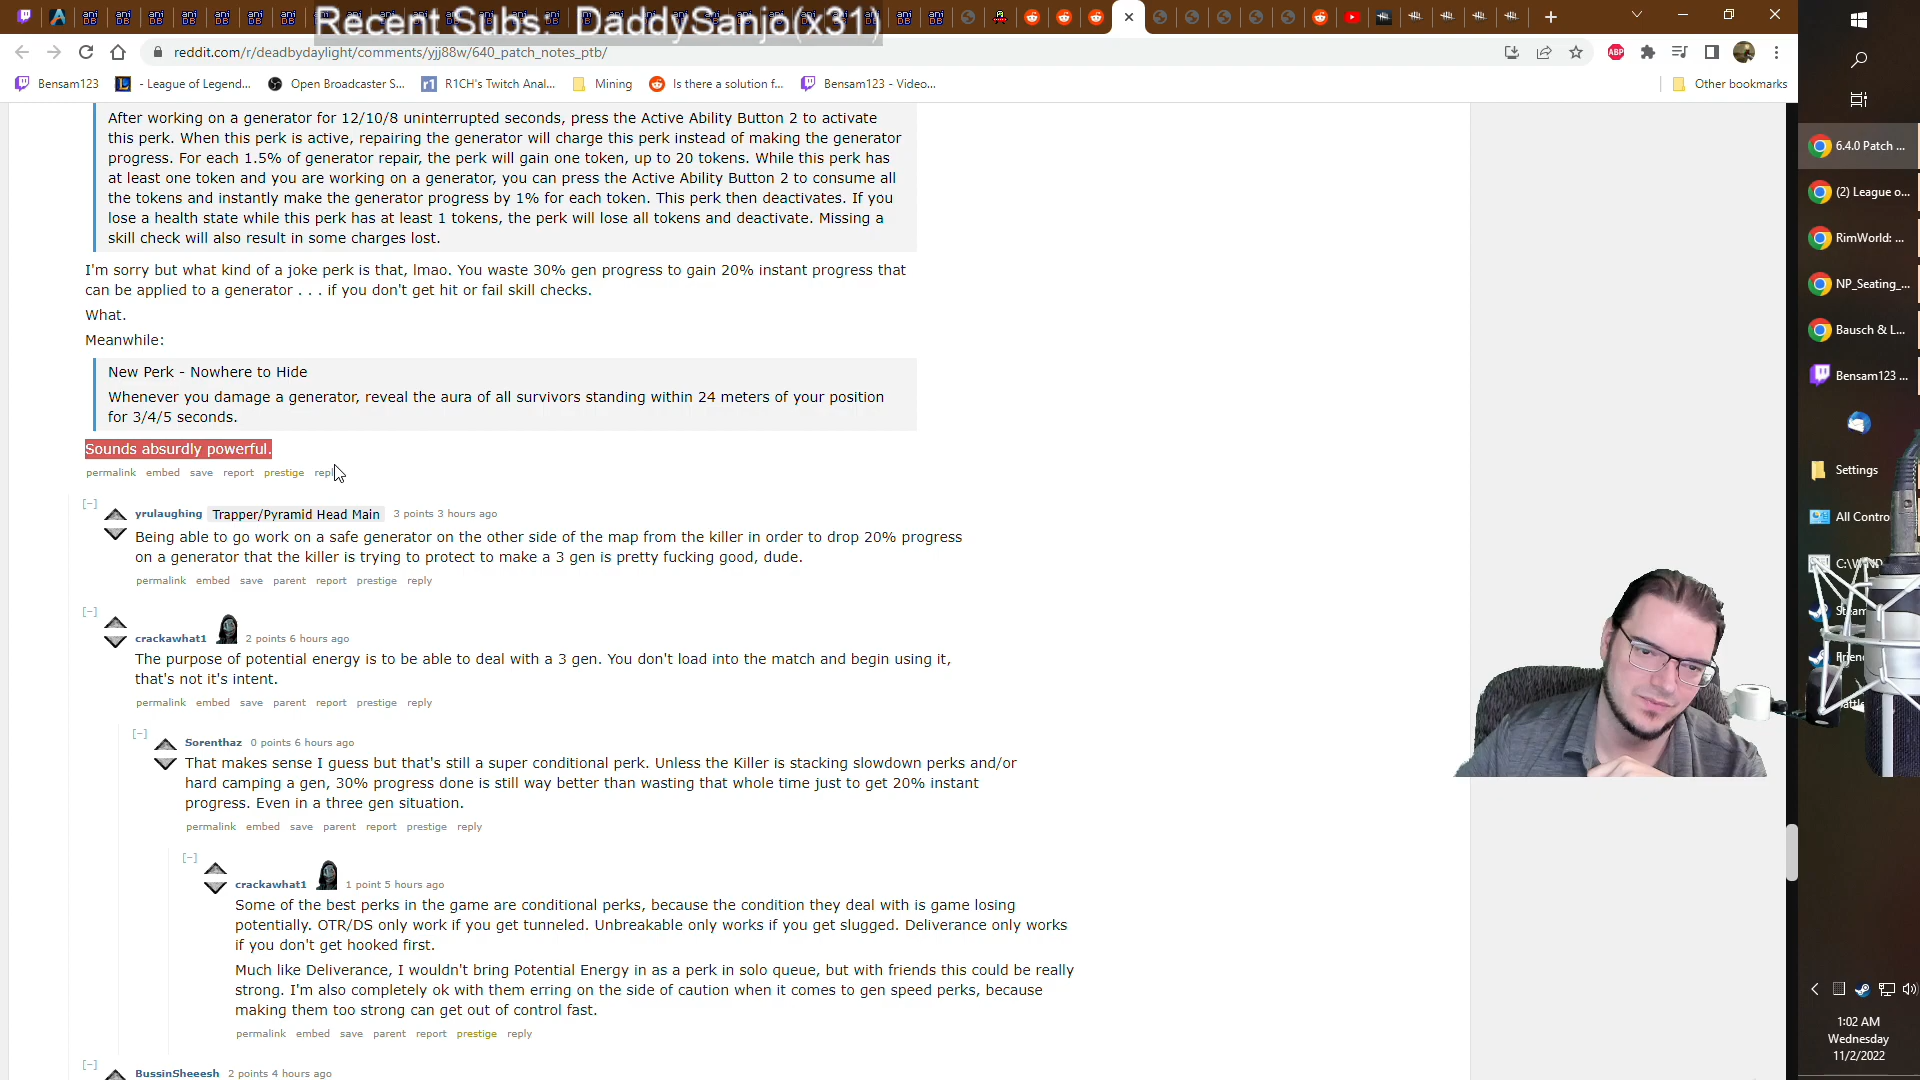 Recent Subs: DaddySanjo(x31)
reddit.com/r/deadbydaylight/comments/yjj88w/640_patch_notes_ptb/
Bensam123
- League of Legend...
Open Broadcaster S...
R1CH's Twitch Anal...
Mining
Is there a solution f...
Bensam123 - Video...
Other bookmarks
After working on a generator for 12/10/8 uninterrupted seconds, press the Active Ability Button 2 to activate
this perk. When this perk is active, repairing the generator will charge this perk instead of making the generator
progress. For each 1.5% of generator repair, the perk will gain one token, up to 20 tokens. While this perk has
at least one token and you are working on a generator, you can press the Active Ability Button 2 to consume all
the tokens and instantly make the generator progress by 1% for each token. This perk then deactivates. If you
lose a health state while this perk has at least 1 tokens, the perk will lose all tokens and deactivate. Missing a
skill check will also result in some charges lost.
I'm sorry but what kind of a joke perk is that, lmao. You waste 30% gen progress to gain 20% instant progress that
can be applied to a generator . . . if you don't get hit or fail skill checks.
What.
Meanwhile:
New Perk - Nowhere to Hide
Whenever you damage a generator, reveal the aura of all survivors standing within 24 meters of your position
for 3/4/5 seconds.
Sounds absurdly powerful.
permalink embed save report prestige reply
[-]
yrulaughing Trapper/Pyramid Head Main 3 points 3 hours ago
Being able to go work on a safe generator on the other side of the map from the killer in order to drop 20% progress
on a generator that the killer is trying to protect to make a 3 gen is pretty fucking good, dude.
permalink embed save parent report prestige reply
[-]
crackawhat1 2 points 6 hours ago
The purpose of potential energy is to be able to deal with a 3 gen. You don't load into the match and begin using it,
that's not it's intent.
permalink embed save parent report prestige reply
[-]
Sorenthaz 0 points 6 hours ago
That makes sense I guess but that's still a super conditional perk. Unless the Killer is stacking slowdown perks and/or
hard camping a gen, 30% progress done is still way better than wasting that whole time just to get 20% instant
progress. Even in a three gen situation.
permalink embed save parent report prestige reply
[-]
crackawhat1 1 point 5 hours ago
Some of the best perks in the game are conditional perks, because the condition they deal with is game losing
potentially. OTR/DS only work if you get tunneled. Unbreakable only works if you get slugged. Deliverance only works
if you don't get hooked first.
Much like Deliverance, I wouldn't bring Potential Energy in as a perk in solo queue, but with friends this could be really
strong. I'm also completely ok with them erring on the side of caution when it comes to gen speed perks, because
making them too strong can get out of control fast.
permalink embed save parent report prestige reply
[-]
BussinSheeesh 2 points 4 hours ago
6.4.0 Patch ...
(2) League o...
RimWorld: ...
NP_Seating_...
Bausch & L...
Bensam123 ...
Settings
All Contro
1:02 AM
Wednesday
11/2/2022